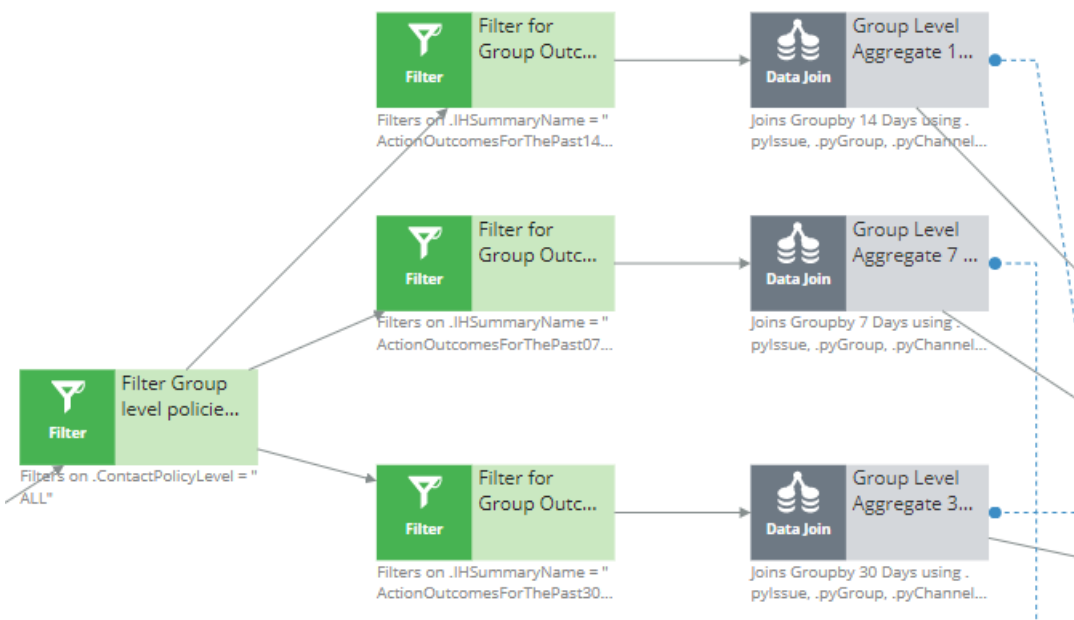 Filter
Filter for
Group Outc...
Filters on .IHSummaryName = "
ActionOutcomesForThePast14...
Data Join
Group Level
Aggregate 1...
Joins Groupby 14 Days using .
pyIssue, .pyGroup, .pyChannel...
Filter
Filter for
Group Outc...
Filters on .IHSummaryName = "
ActionOutcomesForThePast07...
Data Join
Group Level
Aggregate 7 ...
Joins Groupby 7 Days using .
pyIssue, .pyGroup, .pyChannel...
Filter
Filter Group
level policie...
Filters on .ContactPolicyLevel = "
ALL"
Filter
Filter for
Group Outc...
Filters on .IHSummaryName = "
ActionOutcomesForThePast30...
Data Join
Group Level
Aggregate 3...
Joins Groupby 30 Days using .
pyIssue, .pyGroup, .pyChannel...